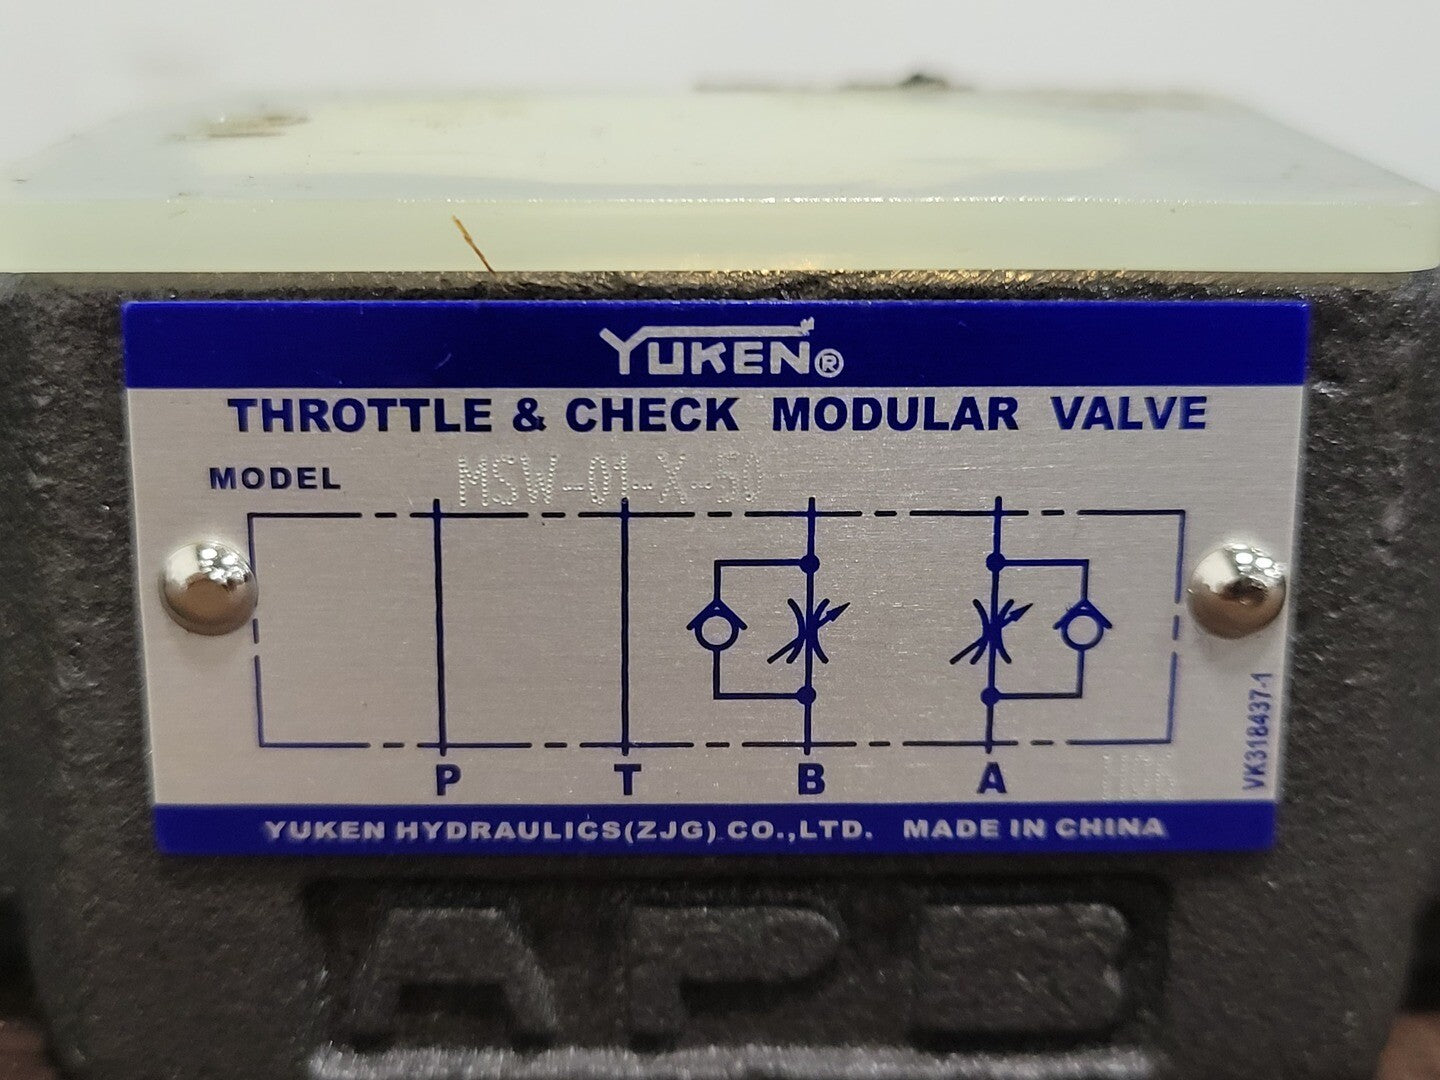 YUKEN®
THROTTLE & CHECK MODULAR VALVE
MODEL MSW-01-X-50
P T B A
VK318437-1
YUKEN HYDRAULICS(ZJG) CO.,LTD. MADE IN CHINA
APB